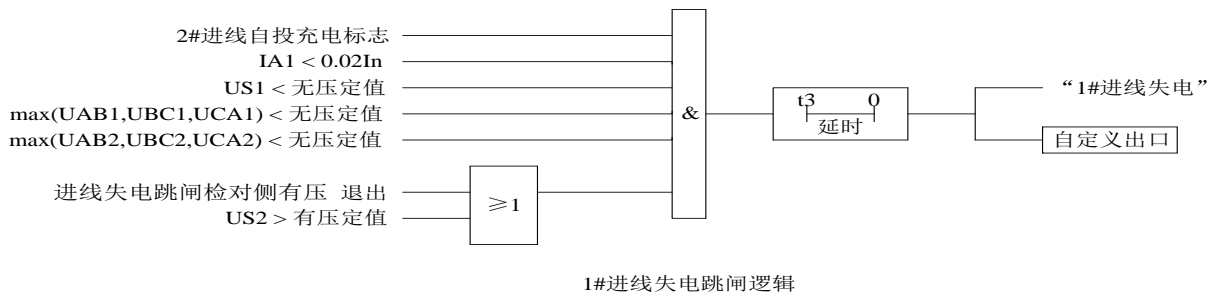 2#进线自投充电标志
IA1 < 0.02In
US1 < 无压定值
max(UAB1,UBC1,UCA1) < 无压定值
max(UAB2,UBC2,UCA2) < 无压定值
进线失电跳闸检对侧有压 退出
US2 > 有压定值
≥1
&
t3 0
延时
“1#进线失电”
自定义出口
1#进线失电跳闸逻辑